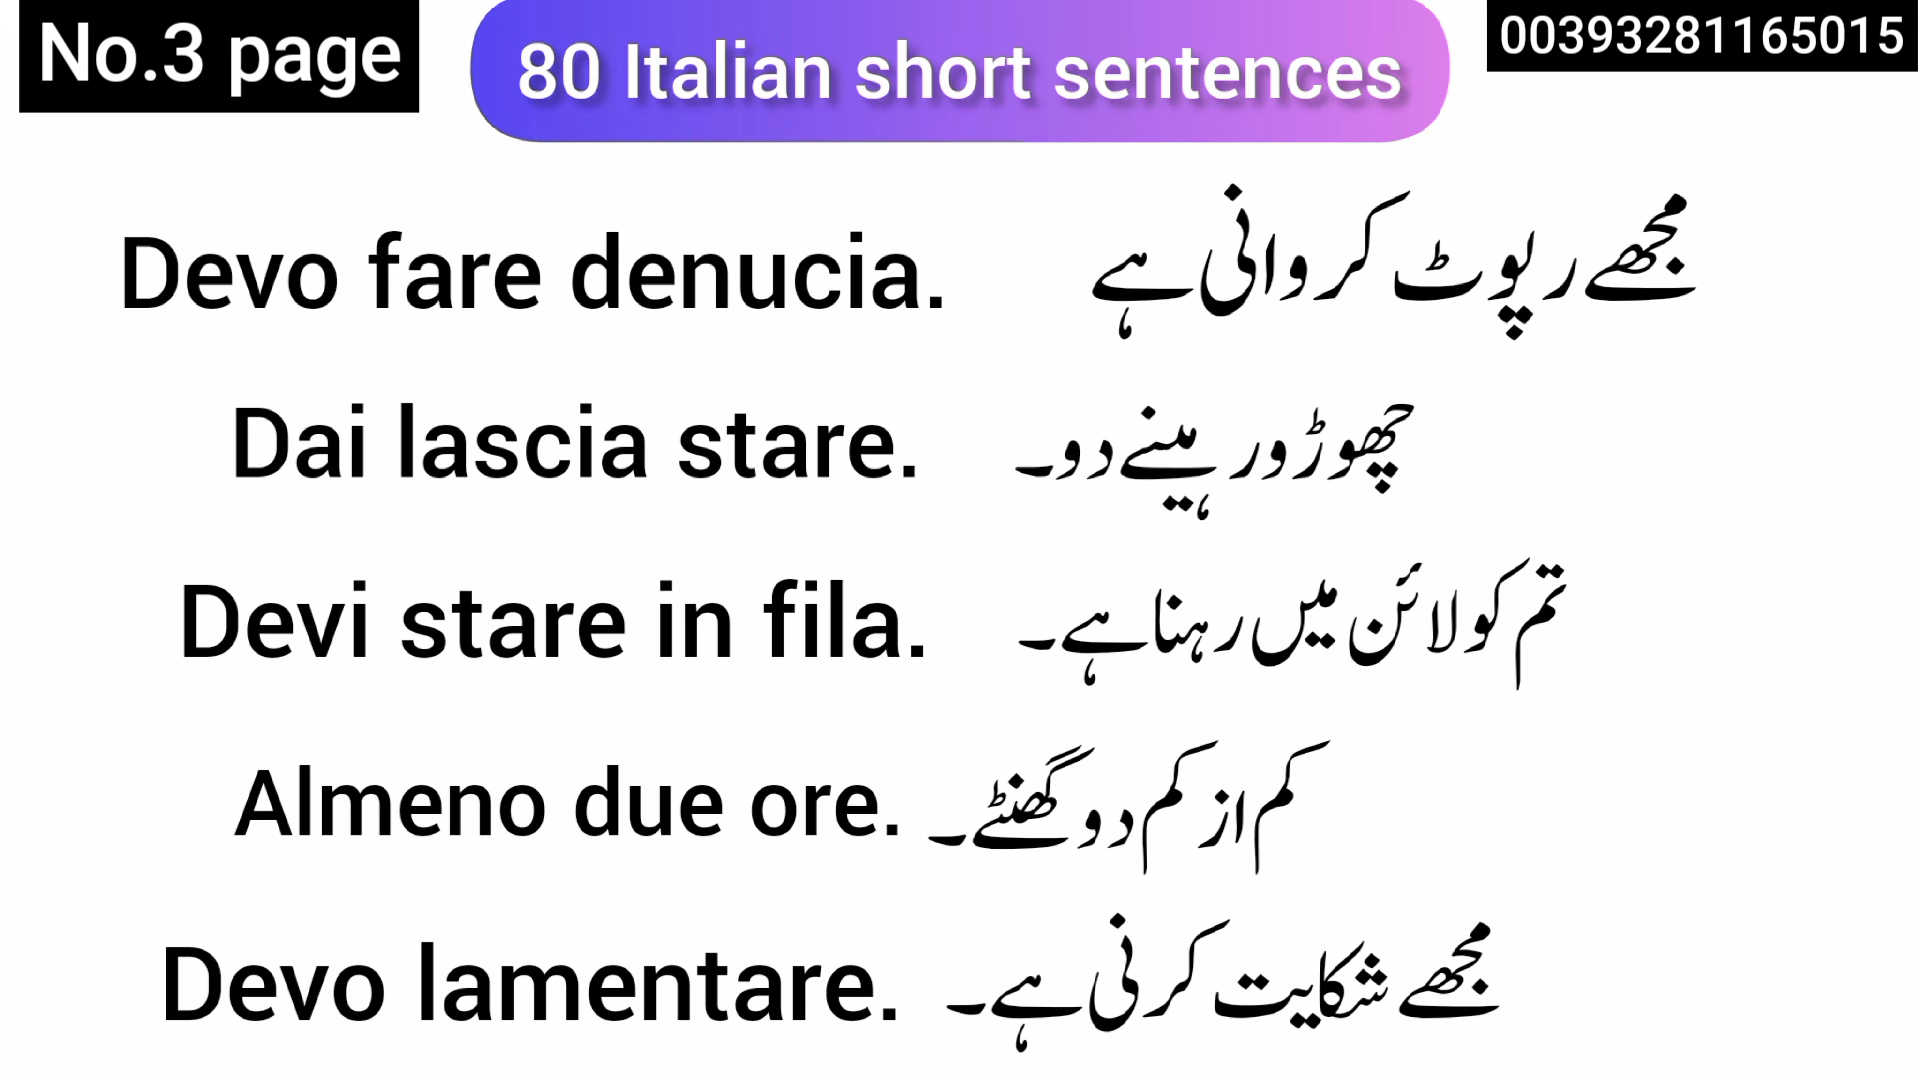 No.3 page
80 Italian short sentences
00393281165015
Devo fare denucia. مجھے رپوٹ کروانی ہے
Dai lascia stare. چھوڑو رہینے دو۔
Devi stare in fila. تم کو لائن میں رہنا ہے۔
Almeno due ore. کم از کم دو گھنٹے۔
Devo lamentare. مجھے شکایت کرنی ہے۔